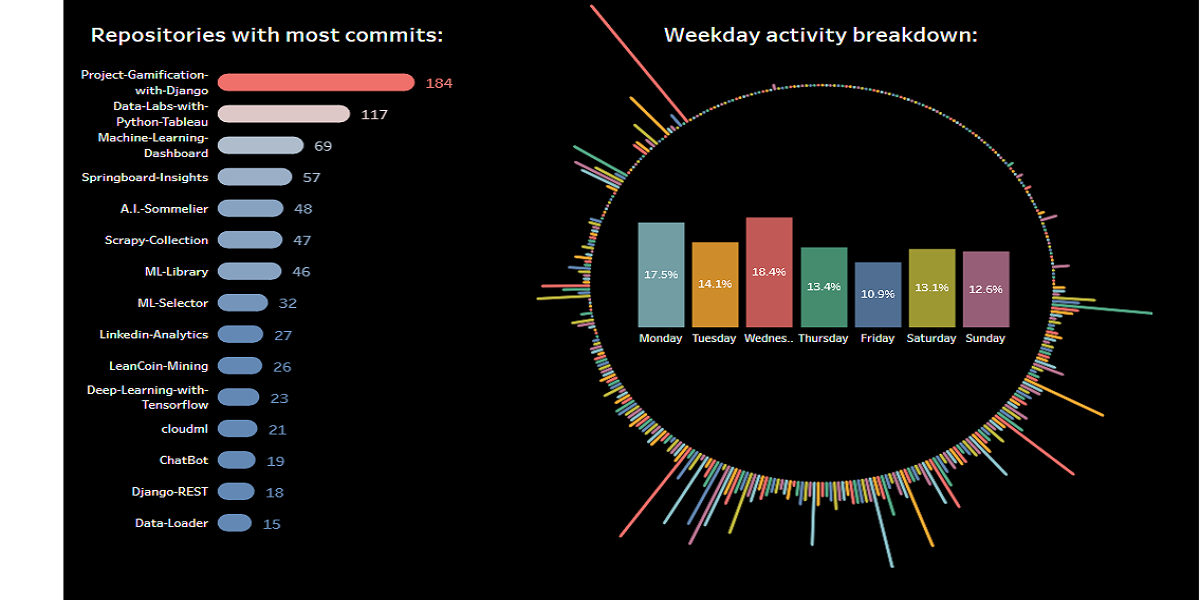 Repositories with most commits:
Weekday activity breakdown:
Project-Gamification-
with-Django
184
Data-Labs-with-
Python-Tableau
117
Machine-Learning-
Dashboard
69
Springboard-Insights
57
A.I.-Sommelier
48
Scrapy-Collection
47
ML-Library
46
ML-Selector
32
Linkedin-Analytics
27
LeanCoin-Mining
26
Deep-Learning-with-
Tensorflow
23
cloudml
21
ChatBot
19
Django-REST
18
Data-Loader
15
17.5%
14.1%
18.4%
13.4%
10.9%
13.1%
12.6%
Monday
Tuesday
Wednes..
Thursday
Friday
Saturday
Sunday